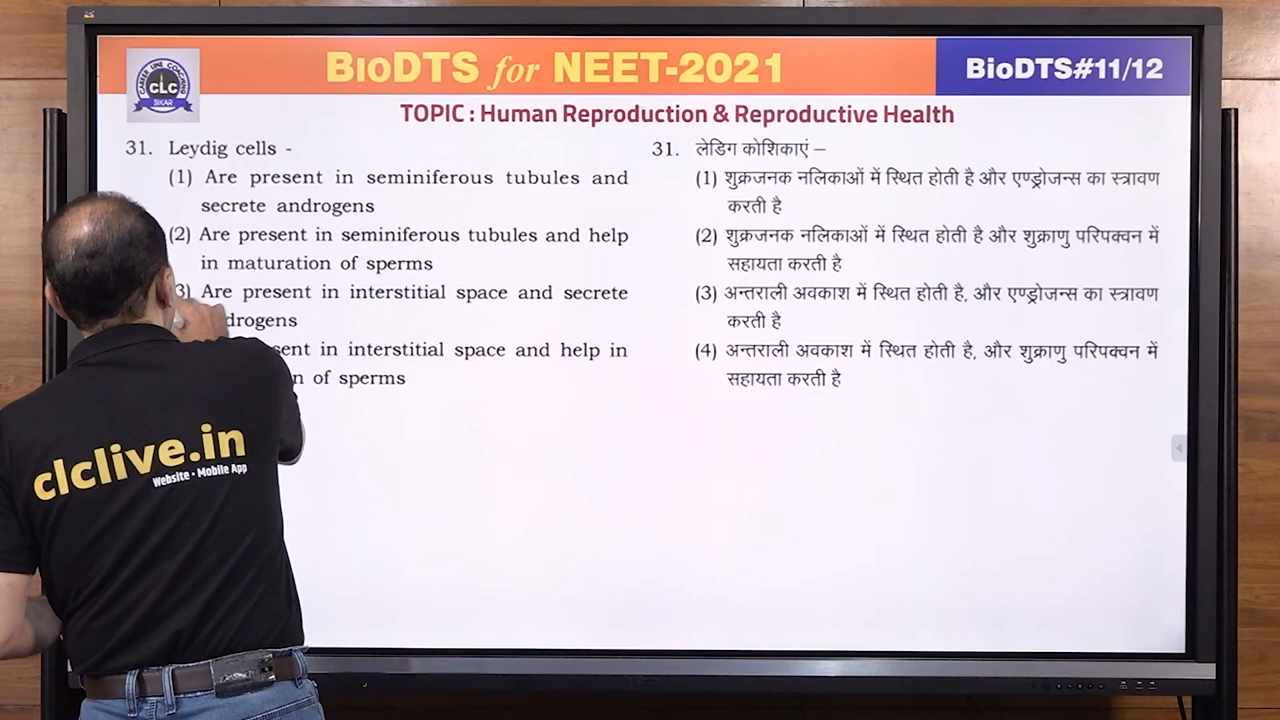 BIODTS for NEET-2021
BioDTS#11/12
CAREER LINE COACHING
CLC
SIKAR
TOPIC : Human Reproduction & Reproductive Health
31. Leydig cells -
(1) Are present in seminiferous tubules and
secrete androgens
(2) Are present in seminiferous tubules and help
in maturation of sperms
3) Are present in interstitial space and secrete
drogens
sent in interstitial space and help in
n of sperms
31. लेडिग कोशिकाएं –
(1) शुक्रजनक नलिकाओं में स्थित होती है और एण्ड्रोजन्स का स्त्रावण
करती है
(2) शुक्रजनक नलिकाओं में स्थित होती है और शुक्राणु परिपक्वन में
सहायता करती है
(3) अन्तराली अवकाश में स्थित होती है, और एण्ड्रोजन्स का स्त्रावण
करती है
(4) अन्तराली अवकाश में स्थित होती है, और शुक्राणु परिपक्वन में
सहायता करती है
clclive.in
Website • Mobile App